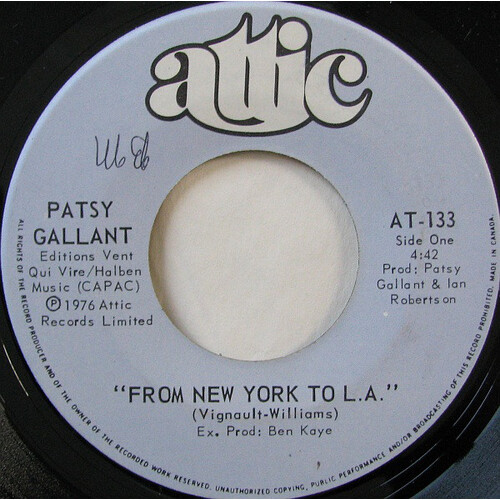 attic
PATSY
GALLANT
Editions Vent
Qui Vire/Halben
Music (CAPAC)
Ⓟ 1976 Attic
Records Limited
AT-133
Side One
4:42
Prod: Patsy
Gallant & Ian
Robertson
"FROM NEW YORK TO L.A."
(Vignault-Williams)
Ex. Prod: Ben Kaye
ALL RIGHTS OF THE RECORD PRODUCER AND OF THE OWNER OF THE RECORDED WORK RESERVED. UNAUTHORIZED COPYING, PUBLIC PERFORMANCE AND/OR BROADCASTING OF THIS RECORD PROHIBITED. MADE IN CANADA.